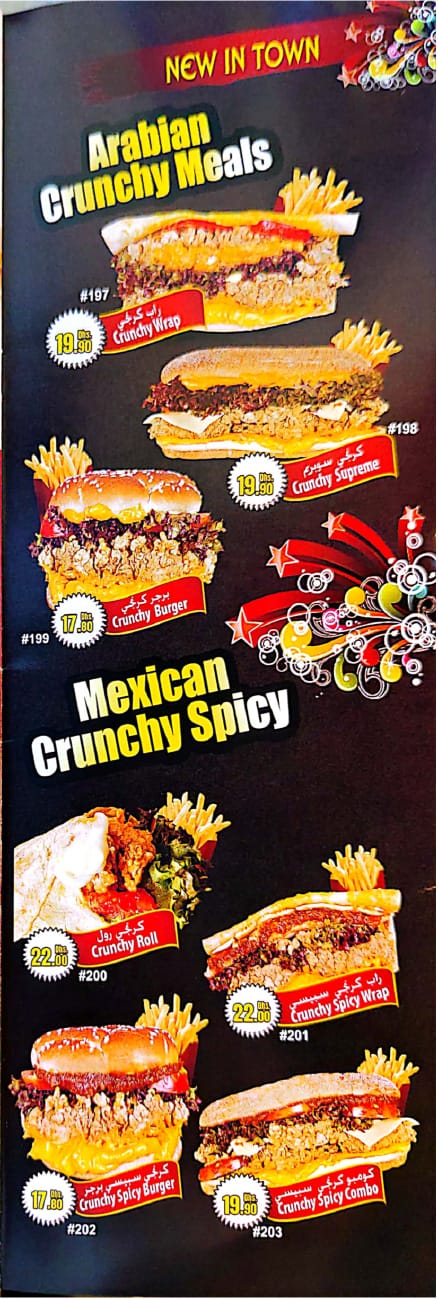 NEW IN TOWN
Arabian
Crunchy Meals
#197
Dhs.
19.90
راب كرنچي
Crunchy Wrap
#198
Dhs.
19.90
كرنچي سوبرم
Crunchy Supreme
#199
Dhs.
17.80
برجر كرنچي
Crunchy Burger
Mexican
Crunchy Spicy
Dhs.
22.00
كرنچي رول
Crunchy Roll
#200
Dhs.
22.00
راب كرنچي سبيسي
Crunchy Spicy Wrap
#201
Dhs.
17.80
كرنچي سبيسي برجر
Crunchy Spicy Burger
#202
Dhs.
19.90
كومبو كرنچي سبيسي
Crunchy Spicy Combo
#203